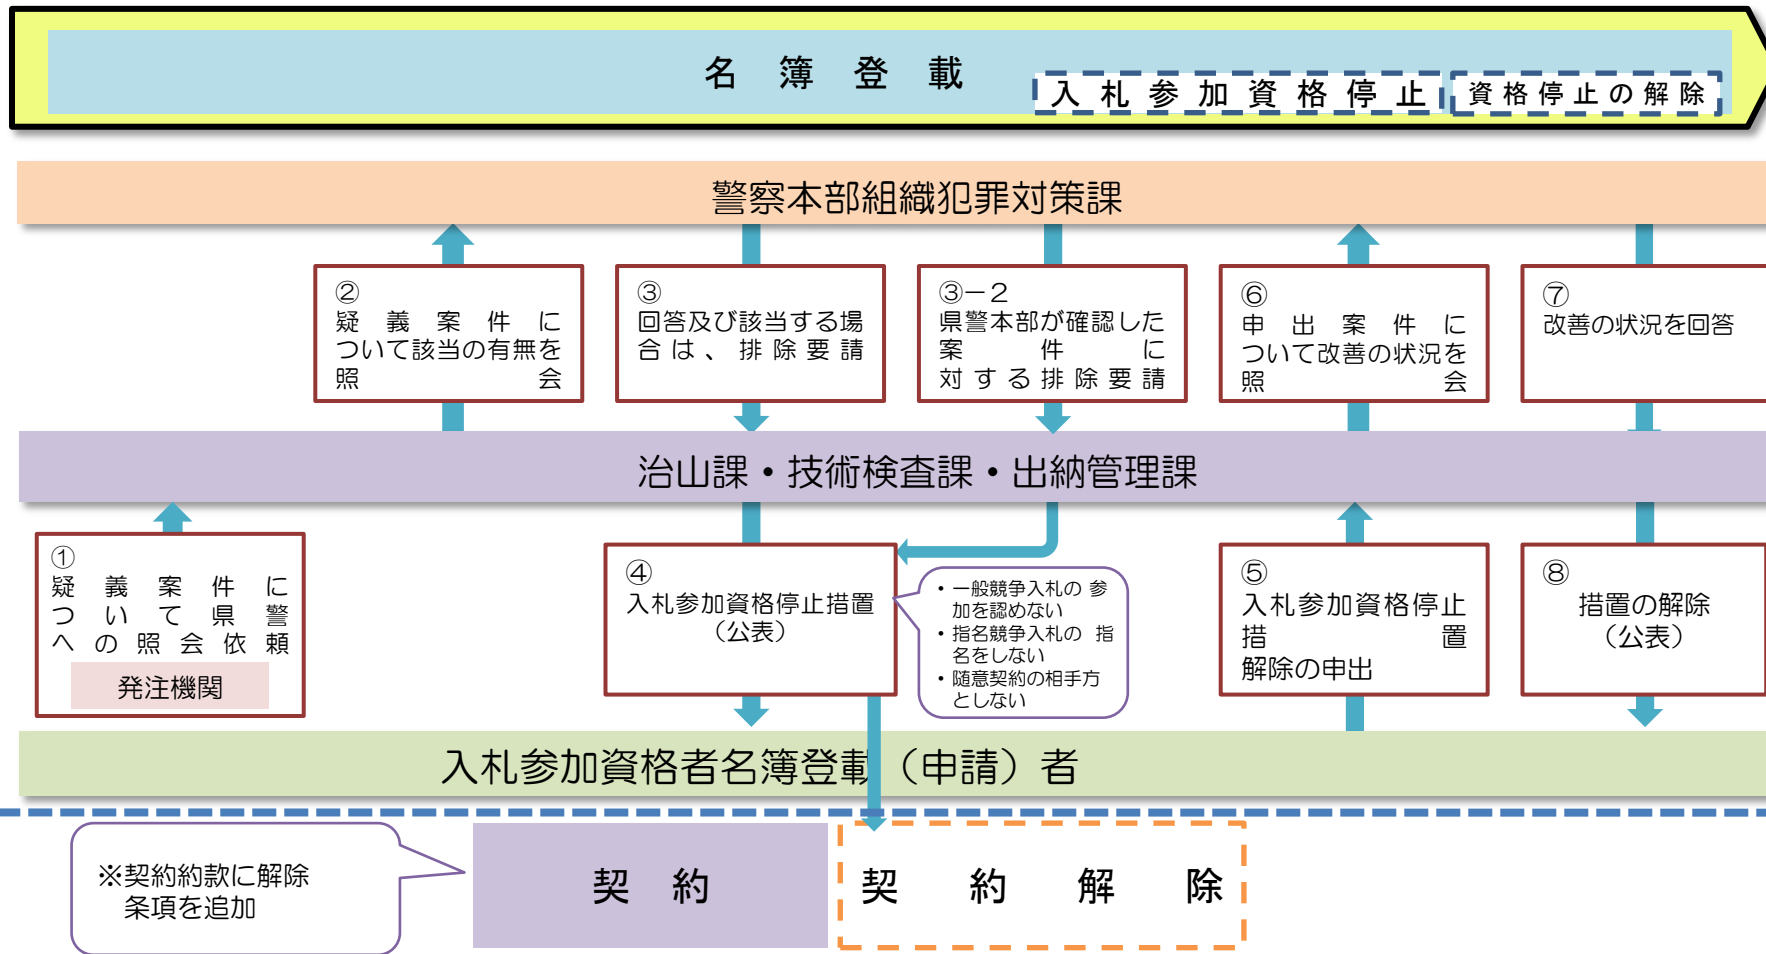 名簿登載
入札参加資格停止
資格停止の解除
警察本部組織犯罪対策課
②
疑義案件に
ついて該当の有無を
照会
③
回答及び該当する場
合は、排除要請
③－２
県警本部が確認した
案件に
対する排除要請
⑥
申出案件に
ついて改善の状況を
照会
⑦
改善の状況を回答
治山課・技術検査課・出納管理課
①
疑義案件に
ついて県警
への照会依頼
発注機関
④
入札参加資格停止措置
（公表）
・一般競争入札の 参
加を認めない
・指名競争入札の 指
名をしない
・随意契約の相手方
としない
⑤
入札参加資格停止
措置
解除の申出
⑧
措置の解除
（公表）
入札参加資格者名簿登載（申請）者
※契約約款に解除
条項を追加
契約
契約解除